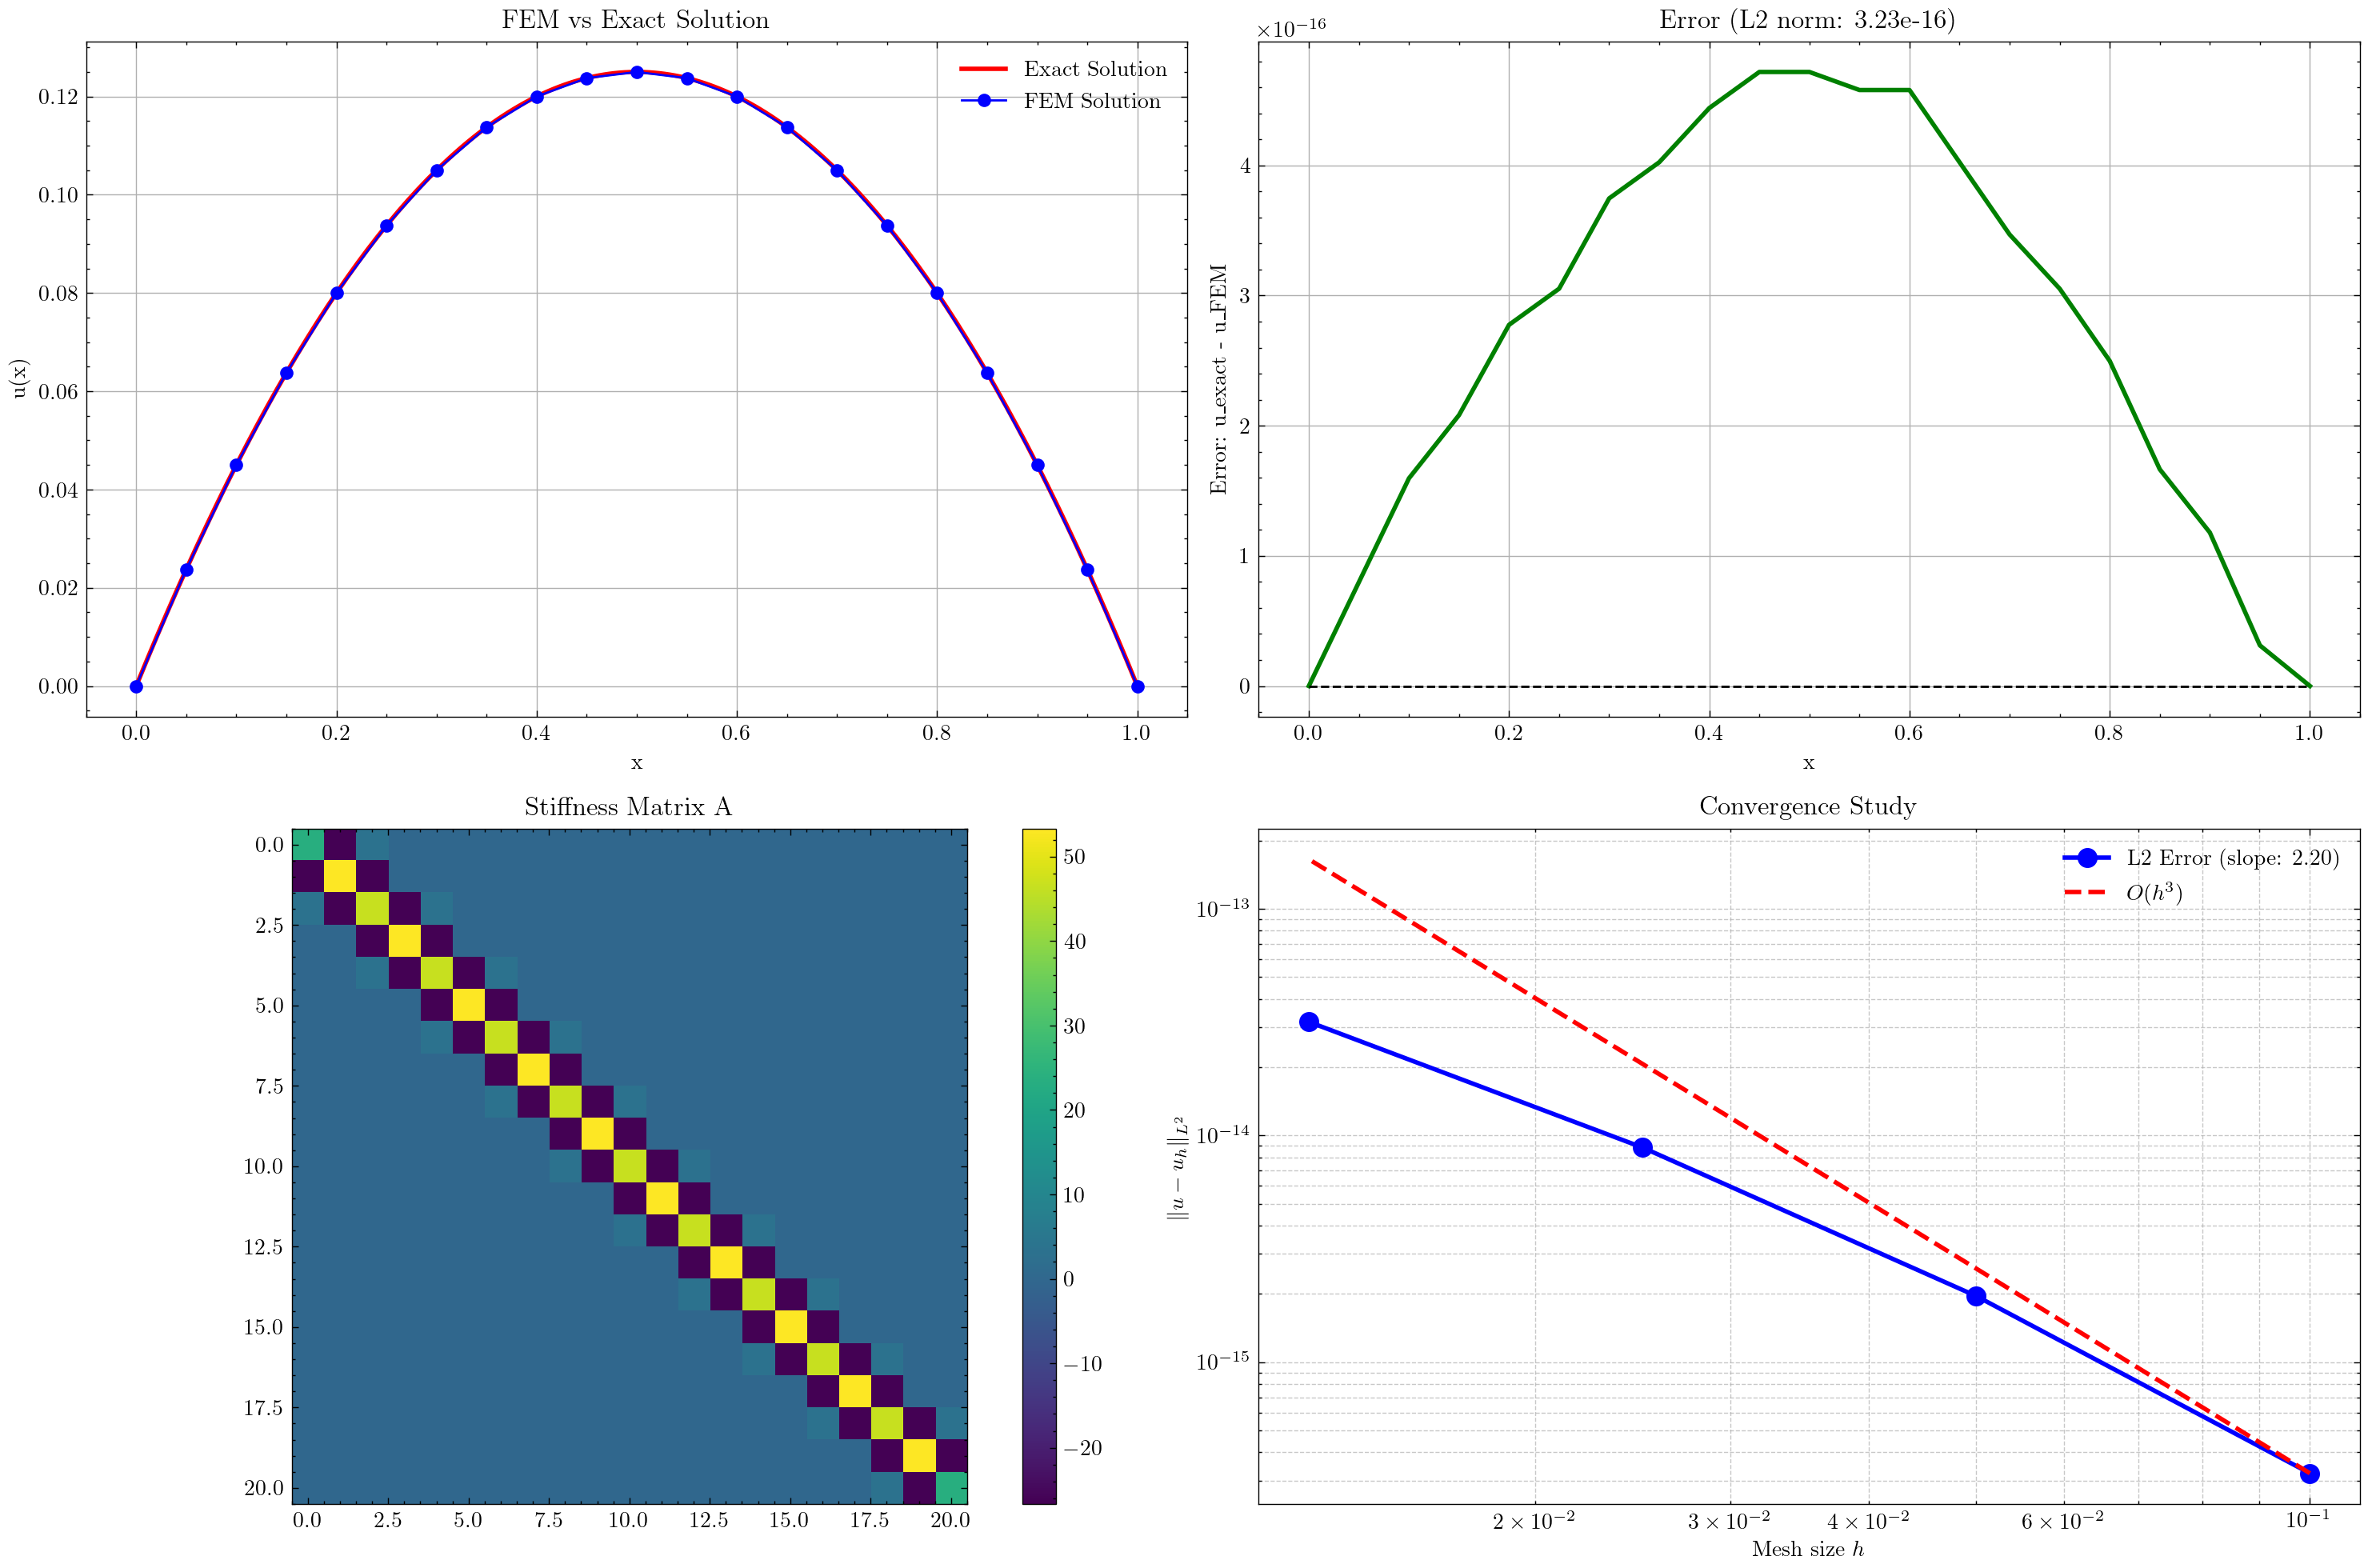 FEM vs Exact Solution
u(x)
0.12
0.10
0.08
0.06
0.04
0.02
0.00
Exact Solution
FEM Solution
0.0 0.2 0.4 0.6 0.8 1.0
x
Error (L2 norm: 3.23e-16)
×10⁻¹⁶
Error: u_exact - u_FEM
4
3
2
1
0
0.0 0.2 0.4 0.6 0.8 1.0
x
Stiffness Matrix A
0.0
2.5
5.0
7.5
10.0
12.5
15.0
17.5
20.0
0.0 2.5 5.0 7.5 10.0 12.5 15.0 17.5 20.0
50
40
30
20
10
0
−10
−20
Convergence Study
‖u − uₕ‖_{L²}
10⁻¹³
10⁻¹⁴
10⁻¹⁵
L2 Error (slope: 2.20)
O(h³)
2 × 10⁻² 3 × 10⁻² 4 × 10⁻² 6 × 10⁻² 10⁻¹
Mesh size h